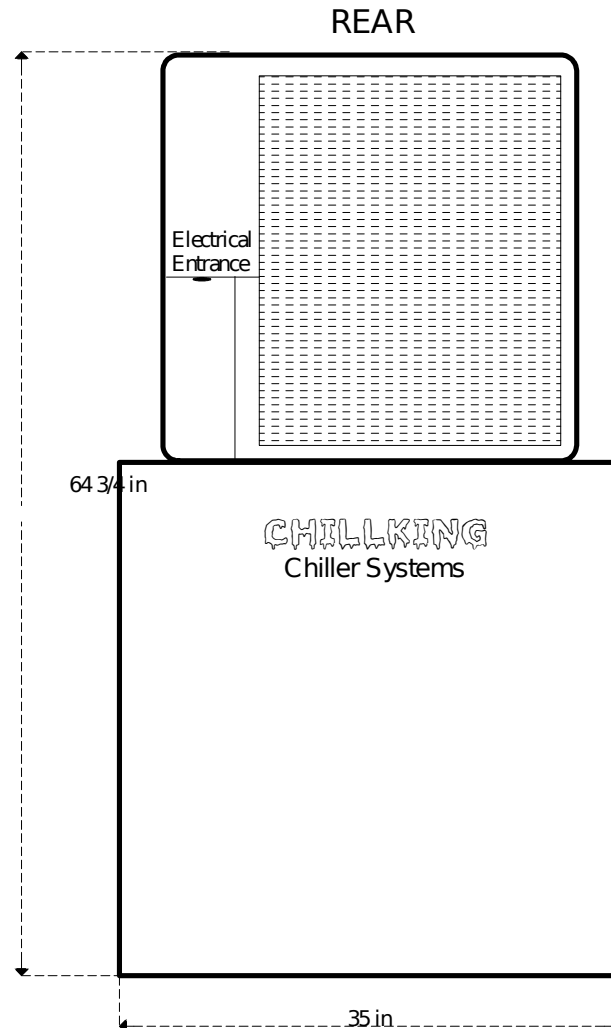 REAR
Electrical
Entrance
64 3/4 in
CHILLKING
Chiller Systems
35 in